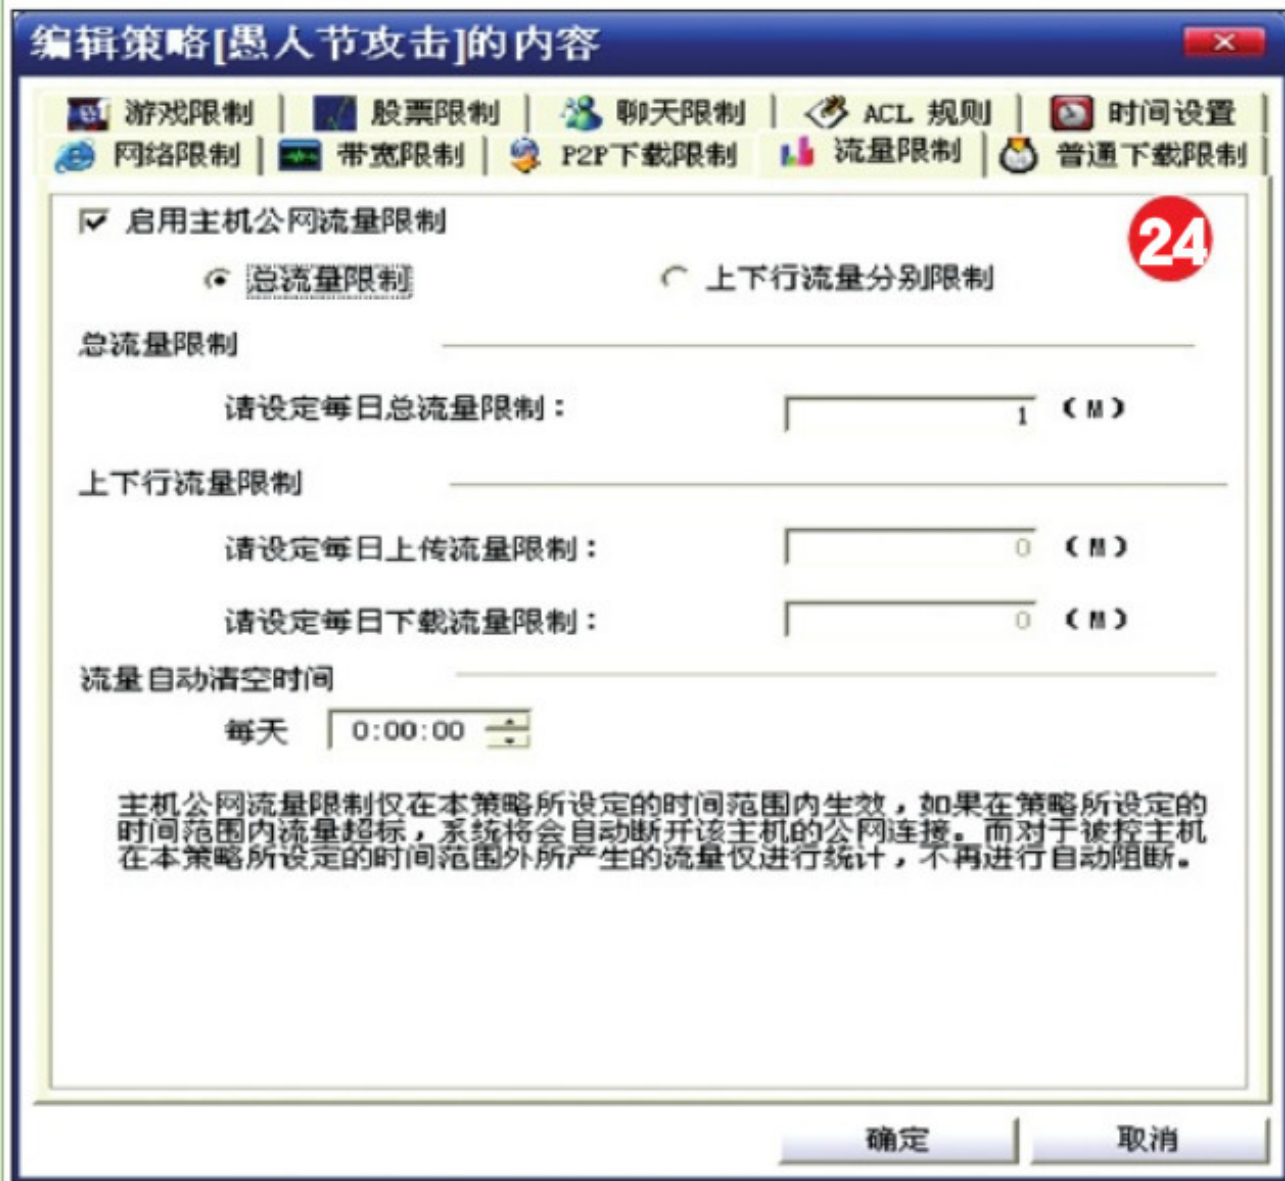 编辑策略[愚人节攻击]的内容
游戏限制 股票限制 聊天限制 ACL 规则 时间设置
网络限制 带宽限制 P2P下载限制 流量限制 普通下载限制
启用主机公网流量限制
24
总流量限制 上下行流量分别限制
总流量限制
请设定每日总流量限制： 1 (M)
上下行流量限制
请设定每日上传流量限制： 0 (M)
请设定每日下载流量限制： 0 (M)
流量自动清空时间
每天 0:00:00
主机公网流量限制仅在本策略所设定的时间范围内生效，如果在策略所设定的
时间范围内流量超标，系统将会自动断开该主机的公网连接。而对于被控主机
在本策略所设定的时间范围外所产生的流量仅进行统计，不再进行自动阻断。
确定 取消